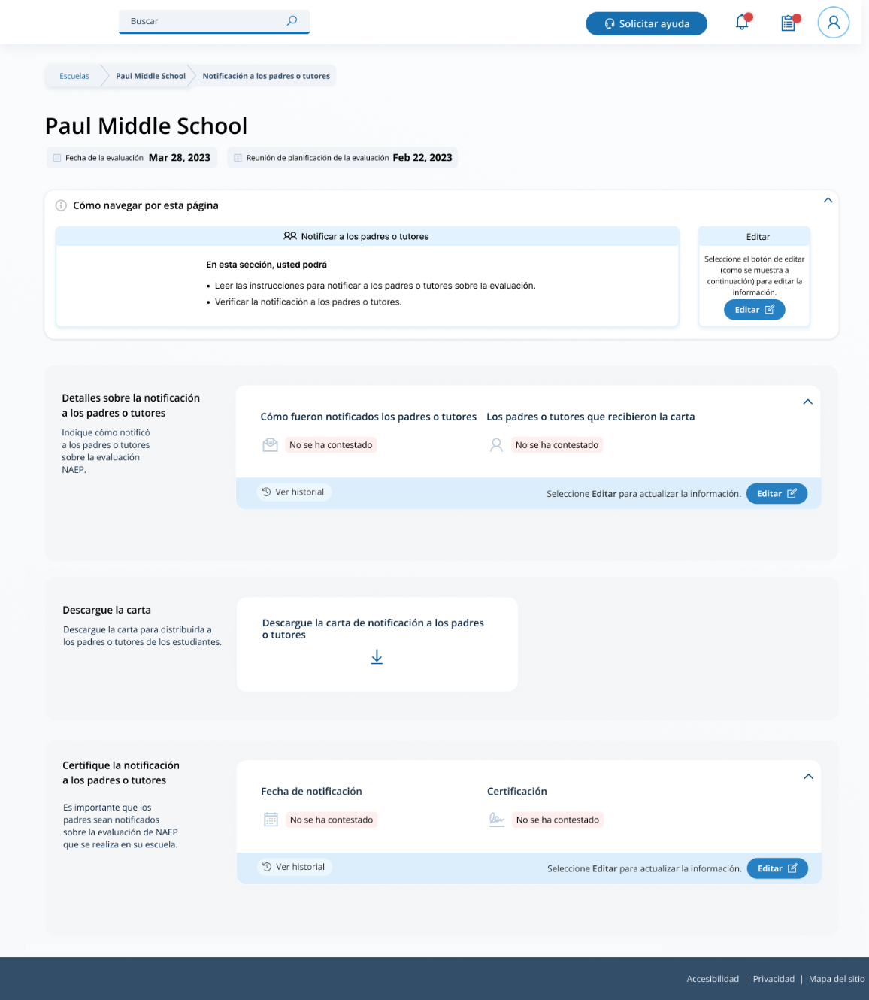 Buscar
Solicitar ayuda
Escuelas
Paul Middle School
Notificación a los padres o tutores
Paul Middle School
Fecha de la evaluación Mar 28, 2023
Reunión de planificación de la evaluación Feb 22, 2023
Cómo navegar por esta página
Notificar a los padres o tutores
En esta sección, usted podrá
• Leer las instrucciones para notificar a los padres o tutores sobre la evaluación.
• Verificar la notificación a los padres o tutores.
Editar
Seleccione el botón de editar
(como se muestra a
continuación) para editar la
información.
Editar
Detalles sobre la notificación
a los padres o tutores
Indique cómo notificó
a los padres o tutores
sobre la evaluación
NAEP.
Cómo fueron notificados los padres o tutores
No se ha contestado
Los padres o tutores que recibieron la carta
No se ha contestado
Ver historial
Seleccione Editar para actualizar la información.
Editar
Descargue la carta
Descargue la carta para distribuirla a
los padres o tutores de los estudiantes.
Descargue la carta de notificación a los padres
o tutores
Certifique la notificación
a los padres o tutores
Es importante que los
padres sean notificados
sobre la evaluación de NAEP
que se realiza en su escuela.
Fecha de notificación
No se ha contestado
Certificación
No se ha contestado
Ver historial
Seleccione Editar para actualizar la información.
Editar
Accesibilidad | Privacidad | Mapa del sitio